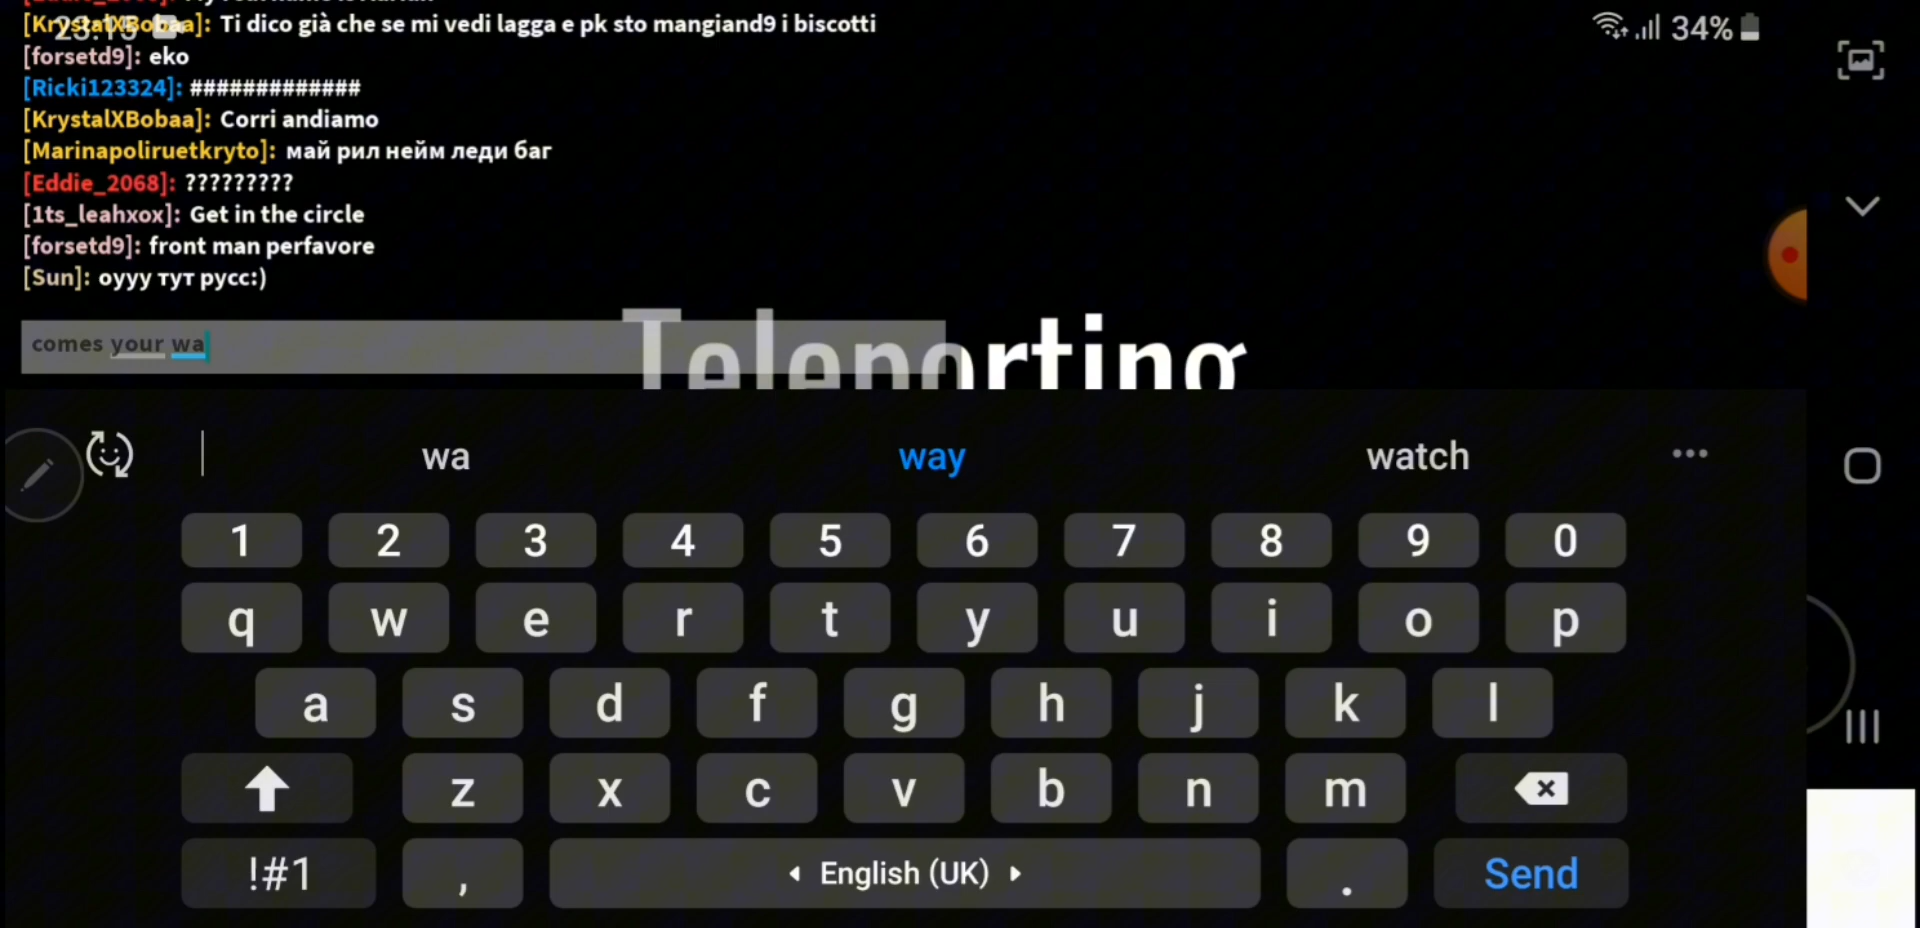 [KrystalXBobaa]: Ti dico già che se mi vedi lagga e pk sto mangiand9 i biscotti
23:15
34%
[forsetd9]: eko
[Ricki123324]: #############
[KrystalXBobaa]: Corri andiamo
[Marinapoliruetkryto]: май рил нейм леди баг
[Eddie_2068]: ?????????
[1ts_leahxox]: Get in the circle
[forsetd9]: front man perfavore
[Sun]: оууу тут русс:)
comes your wa
Teleporting
wa way watch
1 2 3 4 5 6 7 8 9 0
q w e r t y u i o p
a s d f g h j k l
z x c v b n m
!#1 , English (UK) . Send